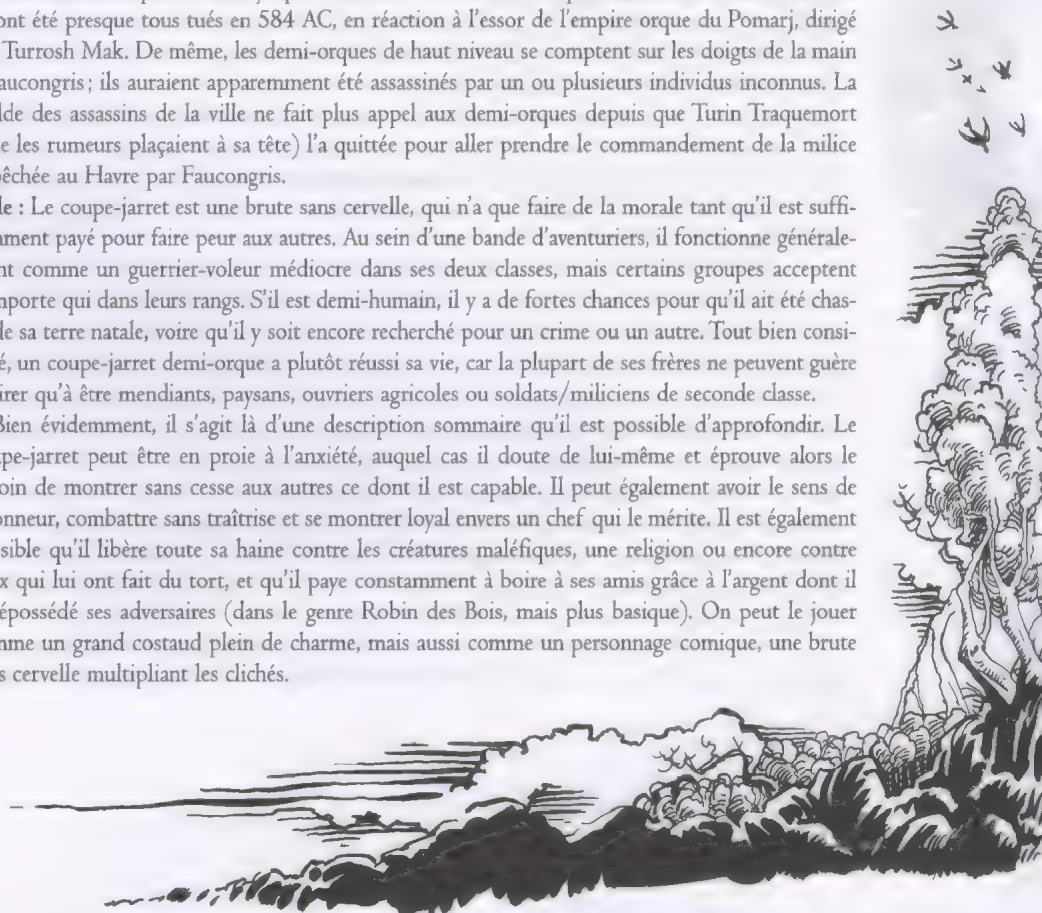 ont été presque tous tués en 584 AC, en réaction à l'essor de l'empire orque du Pomarj, dirigé
Turrosh Mak. De même, les demi-orques de haut niveau se comptent sur les doigts de la main
aucongris ; ils auraient apparemment été assassinés par un ou plusieurs individus inconnus. La
lde des assassins de la ville ne fait plus appel aux demi-orques depuis que Turin Traquemort
e les rumeurs plaçaient à sa tête) l'a quittée pour aller prendre le commandement de la milice
êchée au Havre par Faucongris.
le : Le coupe-jarret est une brute sans cervelle, qui n'a que faire de la morale tant qu'il est suffi-
mment payé pour faire peur aux autres. Au sein d'une bande d'aventuriers, il fonctionne générale-
nt comme un guerrier-voleur médiocre dans ses deux classes, mais certains groupes acceptent
mporte qui dans leurs rangs. S'il est demi-humain, il y a de fortes chances pour qu'il ait été chas-
de sa terre natale, voire qu'il y soit encore recherché pour un crime ou un autre. Tout bien consi-
é, un coupe-jarret demi-orque a plutôt réussi sa vie, car la plupart de ses frères ne peuvent guère
irer qu'à être mendiants, paysans, ouvriers agricoles ou soldats/miliciens de seconde classe.
Bien évidemment, il s'agit là d'une description sommaire qu'il est possible d'approfondir. Le
pe-jarret peut être en proie à l'anxiété, auquel cas il doute de lui-même et éprouve alors le
oin de montrer sans cesse aux autres ce dont il est capable. Il peut également avoir le sens de
onneur, combattre sans traîtrise et se montrer loyal envers un chef qui le mérite. Il est également
sible qu'il libère toute sa haine contre les créatures maléfiques, une religion ou encore contre
x qui lui ont fait du tort, et qu'il paye constamment à boire à ses amis grâce à l'argent dont il
épossédé ses adversaires (dans le genre Robin des Bois, mais plus basique). On peut le jouer
mme un grand costaud plein de charme, mais aussi comme un personnage comique, une brute
s cervelle multipliant les clichés.